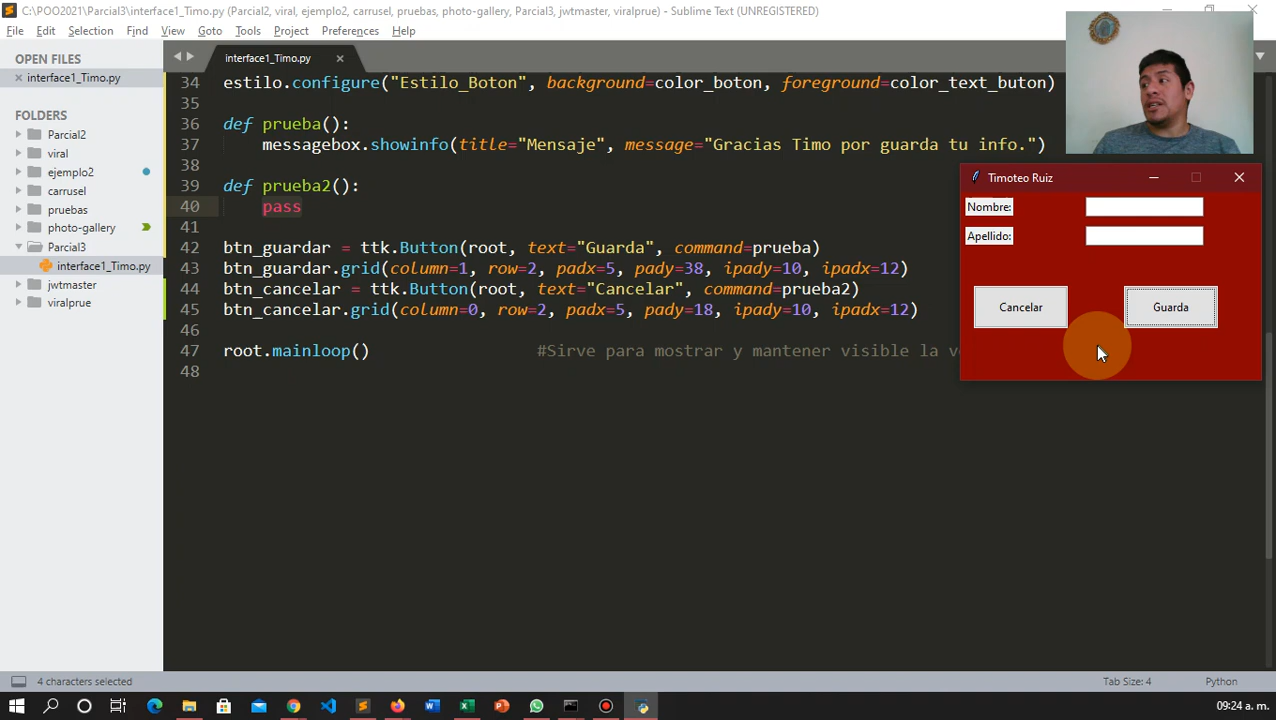 C:\POO2021\Parcial3\interface1_Timo.py (Parcial2, viral, ejemplo2, carrusel, pruebas, photo-gallery, Parcial3, jwtmaster, viralprue) - Sublime Text (UNREGISTERED)
File Edit Selection Find View Goto Tools Project Preferences Help
OPEN FILES
interface1_Timo.py
FOLDERS
Parcial2
viral
ejemplo2
carrusel
pruebas
photo-gallery
Parcial3
interface1_Timo.py
jwtmaster
viralprue
interface1_Timo.py
34 estilo.configure("Estilo_Boton", background=color_boton, foreground=color_text_buton)
35
36 def prueba():
37 messagebox.showinfo(title="Mensaje", message="Gracias Timo por guarda tu info.")
38
39 def prueba2():
40 pass
41
42 btn_guardar = ttk.Button(root, text="Guarda", command=prueba)
43 btn_guardar.grid(column=1, row=2, padx=5, pady=38, ipady=10, ipadx=12)
44 btn_cancelar = ttk.Button(root, text="Cancelar", command=prueba2)
45 btn_cancelar.grid(column=0, row=2, padx=5, pady=18, ipady=10, ipadx=12)
46
47 root.mainloop() #Sirve para mostrar y mantener visible la v
48
Timoteo Ruiz
Nombre:
Apellido:
Cancelar Guarda
4 characters selected Tab Size: 4 Python
09:24 a. m.